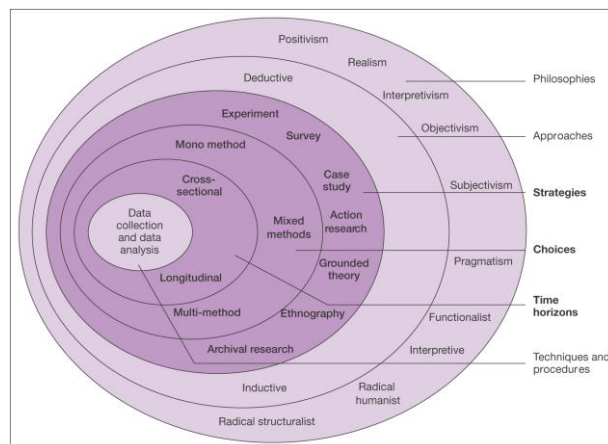 Positivism
Realism
Philosophies
Deductive
Interpretivism
Experiment
Objectivism
Approaches
Survey
Mono method
Case
study
Subjectivism
Strategies
Cross-
sectional
Data
collection
and data
analysis
Mixed
methods
Action
research
Choices
Grounded
theory
Pragmatism
Longitudinal
Time
horizons
Multi-method
Ethnography
Functionalist
Archival research
Interpretive
Techniques and
procedures
Inductive
Radical
humanist
Radical structuralist